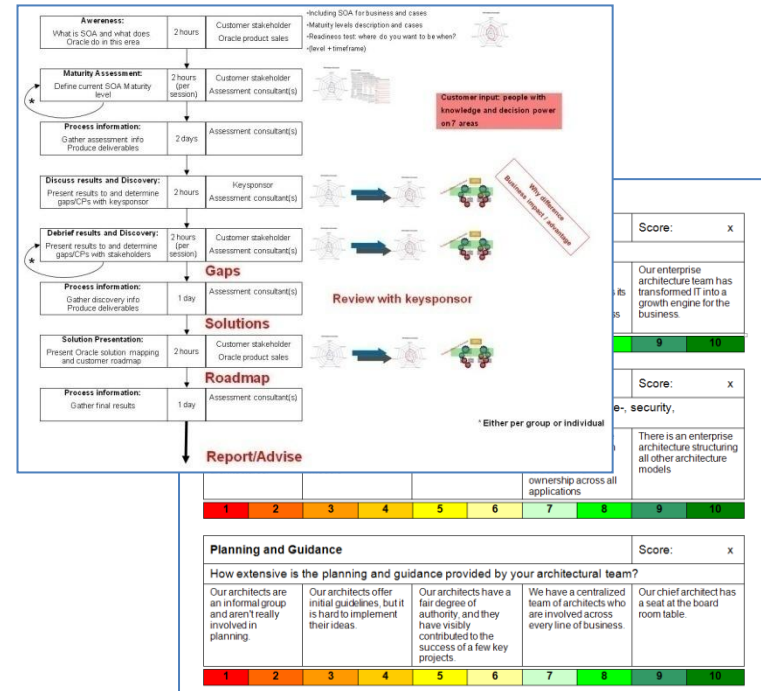 Awereness:
What is SOA and what does
Oracle do in this erea
2 hours
Customer stakeholder
Oracle product sales
•Including SOA for business and cases
•Maturity levels description and cases
•Readiness test: where do you want to be when?
•(level + timeframe)
Maturity Assessment:
Define current SOA Maturity
level
2 hours
(per
session)
Customer stakeholder
Assessment consultant(s)
*
Customer input: people with
knowledge and decision power
on 7 areas
Process information:
Gather assessment info
Produce deliverables
2 days
Assessment consultant(s)
Discuss results and Discovery:
Present results to and determine
gaps/CPs with keysponsor
2 hours
Keysponsor
Assessment consultant(s)
Why difference
Business impact / advantage
Debrief results and Discovery:
Present results to and determine
gaps/CPs with stakeholders
2 hours
(per
session)
Customer stakeholder
Assessment consultant(s)
*
Gaps
Process information:
Gather discovery info
Produce deliverables
1 day
Assessment consultant(s)
Review with keysponsor
Solutions
Solution Presentation:
Present Oracle solution mapping
and customer roadmap
2 hours
Customer stakeholder
Oracle product sales
Roadmap
Process information:
Gather final results
1 day
Assessment consultant(s)
* Either per group or individual
Report/Advise
Score: x
Our enterprise
architecture team has
transformed IT into a
growth engine for the
business.
its
ss
9 10
Score: x
e-, security,
There is an enterprise
architecture structuring
all other architecture
models
ownership across all
applications
1 2 3 4 5 6 7 8 9 10
Planning and Guidance Score: x
How extensive is the planning and guidance provided by your architectural team?
Our architects are
an informal group
and aren't really
involved in
planning.
Our architects offer
initial guidelines, but it
is hard to implement
their ideas.
Our architects have a
fair degree of
authority, and they
have visibly
contributed to the
success of a few key
projects.
We have a centralized
team of architects who
are involved across
every line of business.
Our chief architect has
a seat at the board
room table.
1 2 3 4 5 6 7 8 9 10